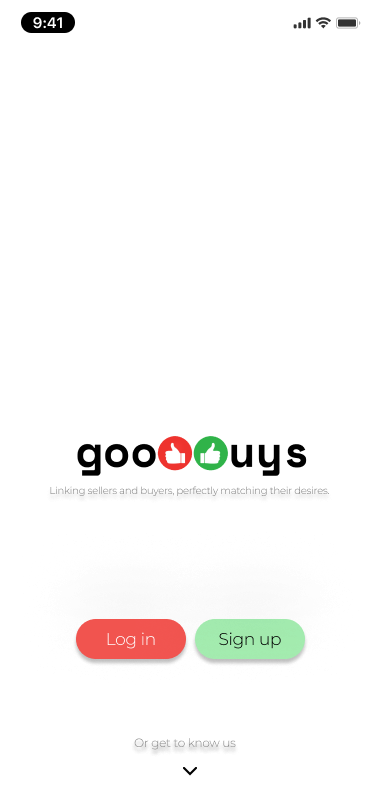 9:41
goo uys
Linking sellers and buyers, perfectly matching their desires.
Log in
Sign up
Or get to know us